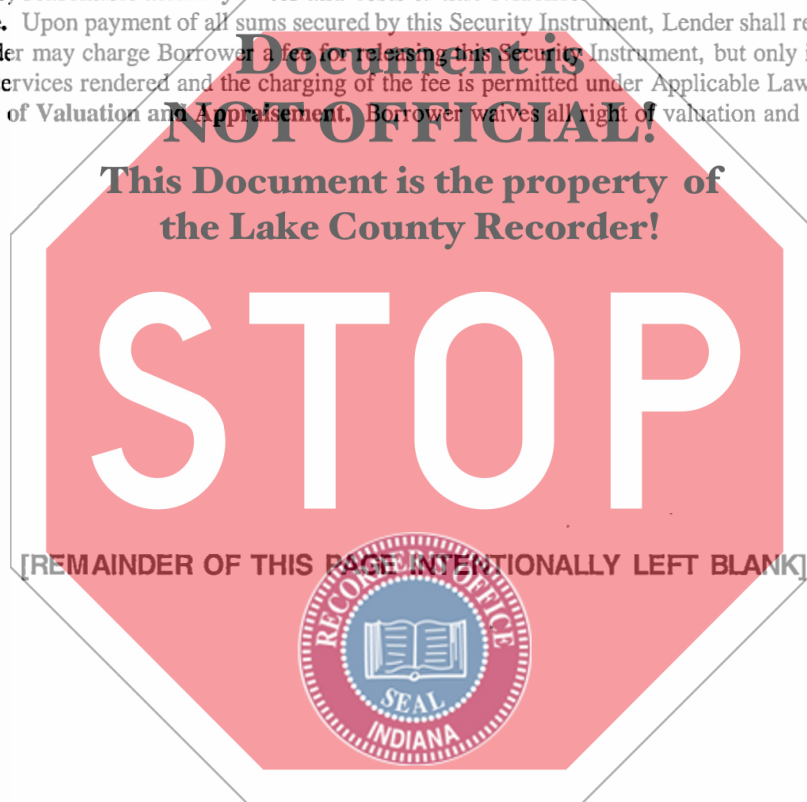 . Upon payment of all sums secured by this Security Instrument, Lender shall re
er may charge Borrower a fee for releasing this Security Instrument, but only i
ervices rendered and the charging of the fee is permitted under Applicable Law
of Valuation and Appraisement. Borrower waives all right of valuation and
Document is
NOT OFFICIAL!
This Document is the property of
the Lake County Recorder!
STOP
[REMAINDER OF THIS PAGE INTENTIONALLY LEFT BLANK]
RECORDER'S OFFICE
SEAL
INDIANA